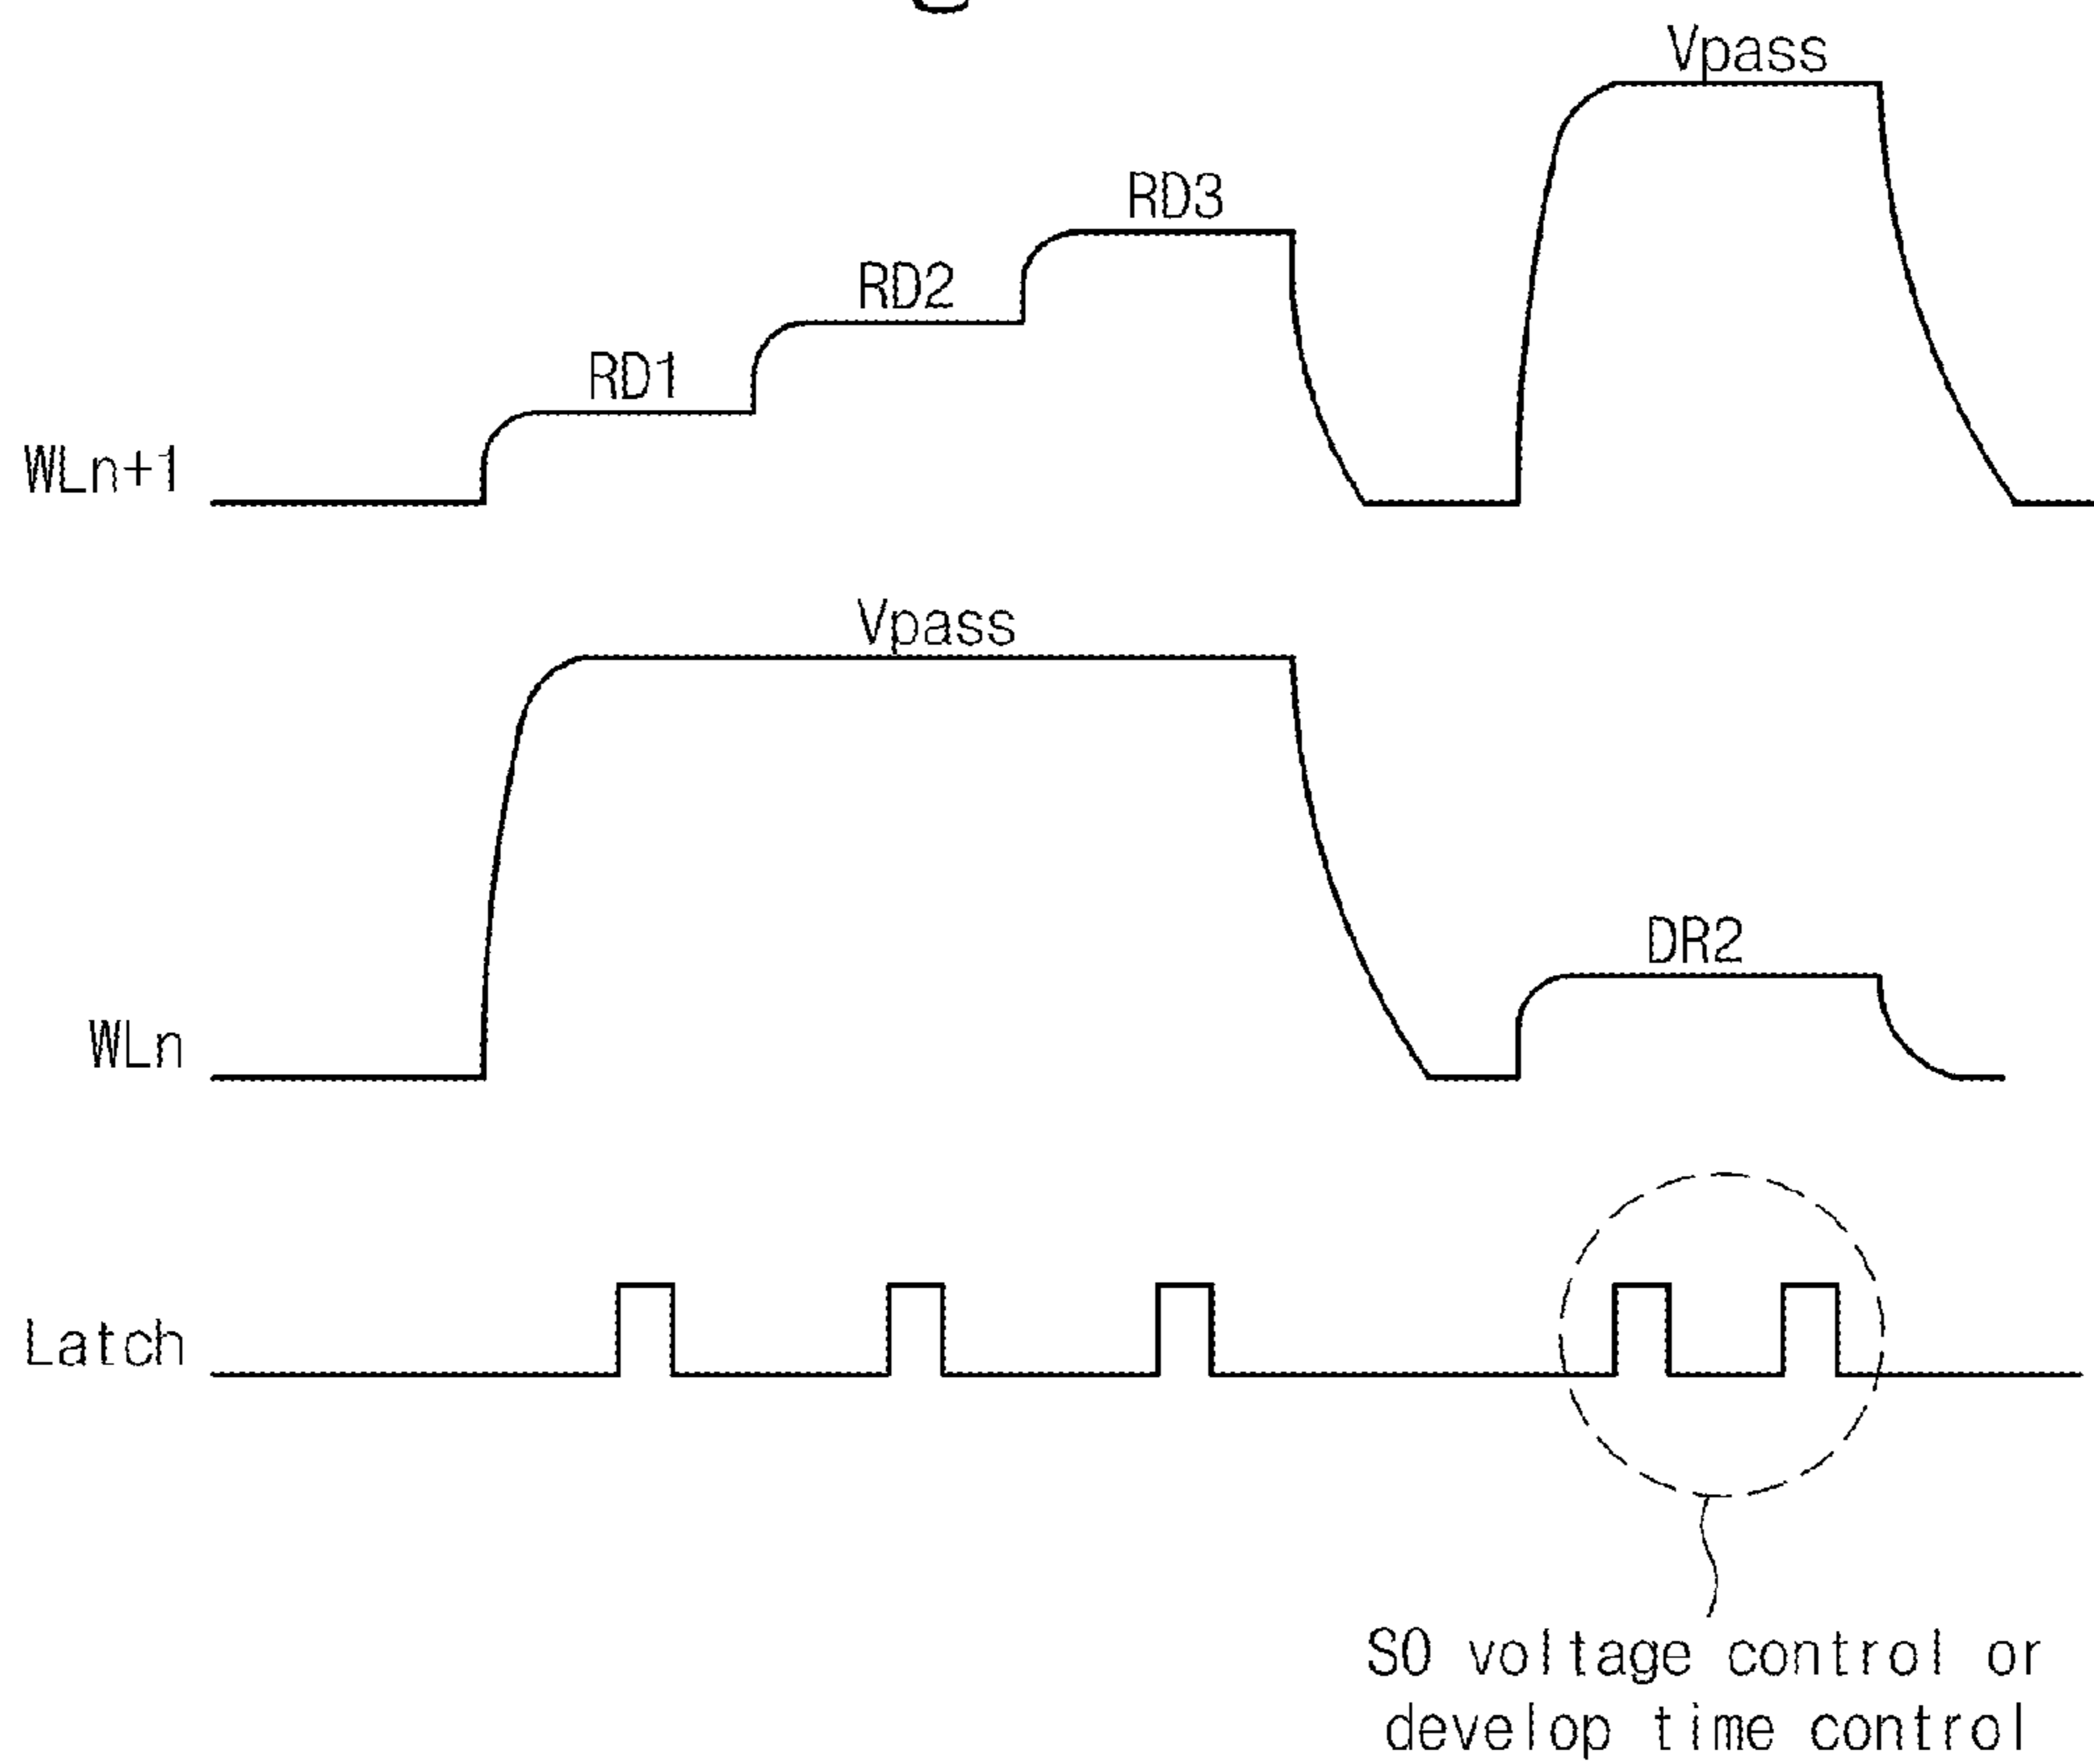 Vpass
RD3
RD2
RD1
WLn+1
Vpass
DR2
WLn
Latch
SO voltage control or
develop time control